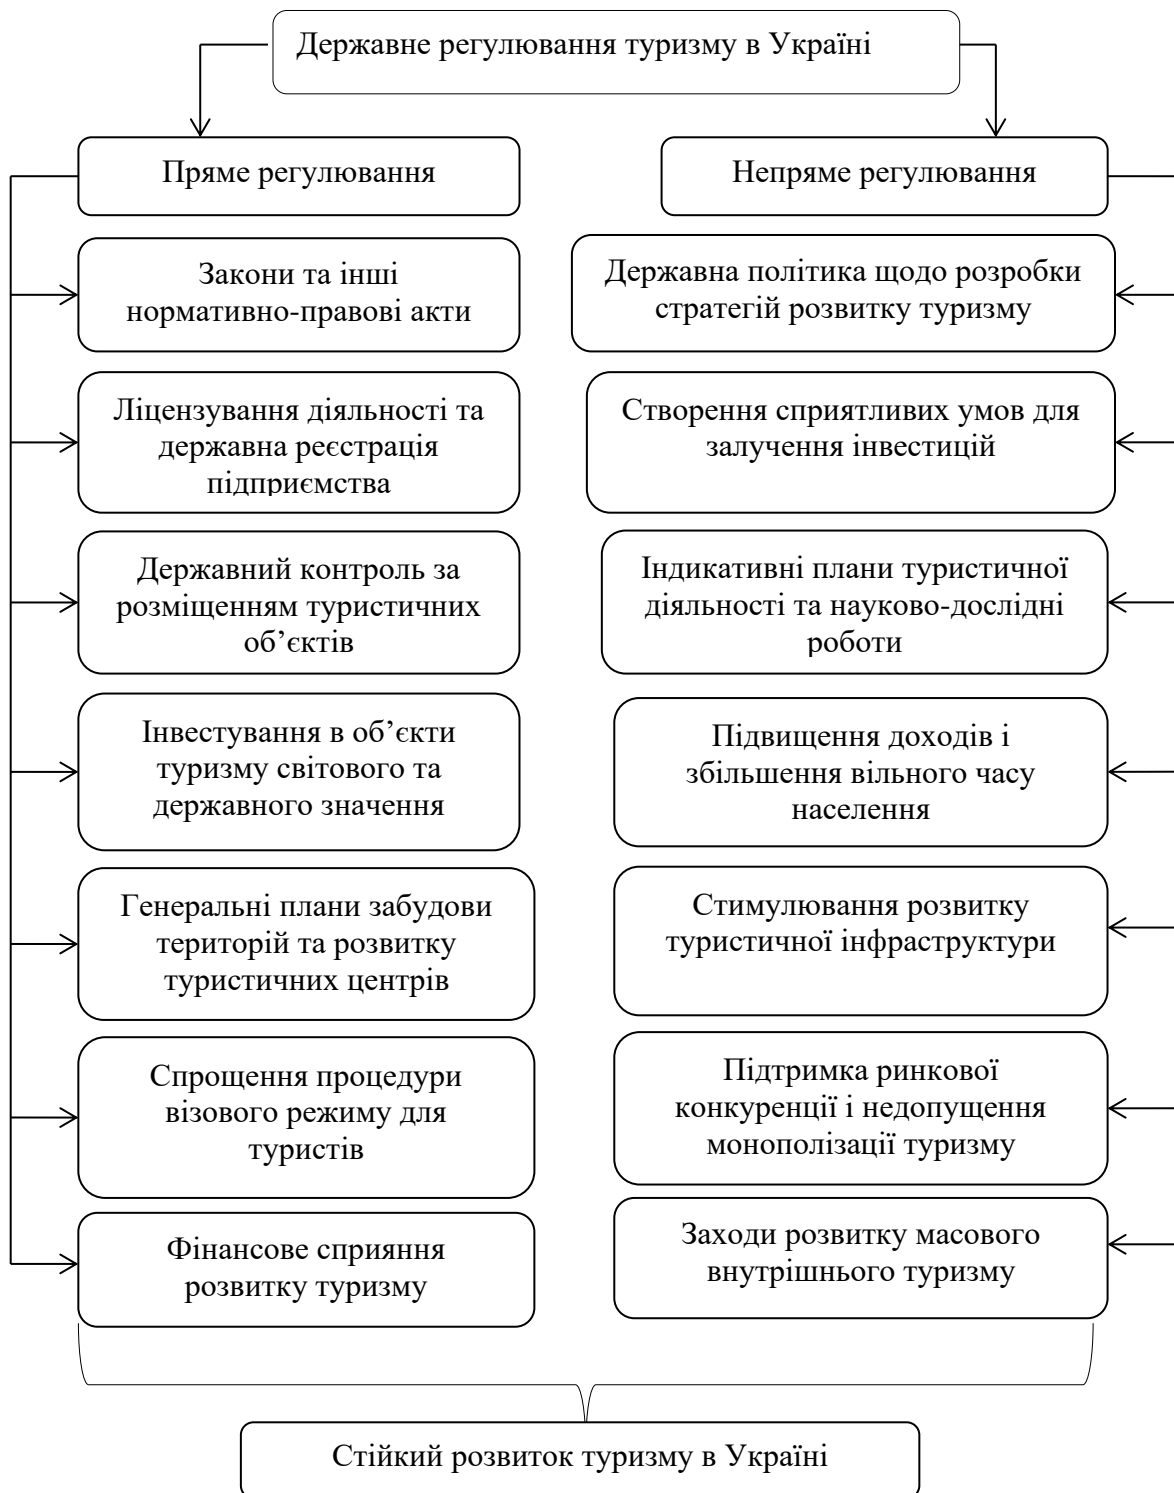 Державне регулювання туризму в Україні
Пряме регулювання
Непряме регулювання
Закони та інші
нормативно-правові акти
Державна політика щодо розробки
стратегій розвитку туризму
Ліцензування діяльності та
державна реєстрація
підприємства
Створення сприятливих умов для
залучення інвестицій
Державний контроль за
розміщенням туристичних
об’єктів
Індикативні плани туристичної
діяльності та науково-дослідні
роботи
Інвестування в об’єкти
туризму світового та
державного значення
Підвищення доходів і
збільшення вільного часу
населення
Генеральні плани забудови
територій та розвитку
туристичних центрів
Стимулювання розвитку
туристичної інфраструктури
Спрощення процедури
візового режиму для
туристів
Підтримка ринкової
конкуренції і недопущення
монополізації туризму
Фінансове сприяння
розвитку туризму
Заходи розвитку масового
внутрішнього туризму
Стійкий розвиток туризму в Україні